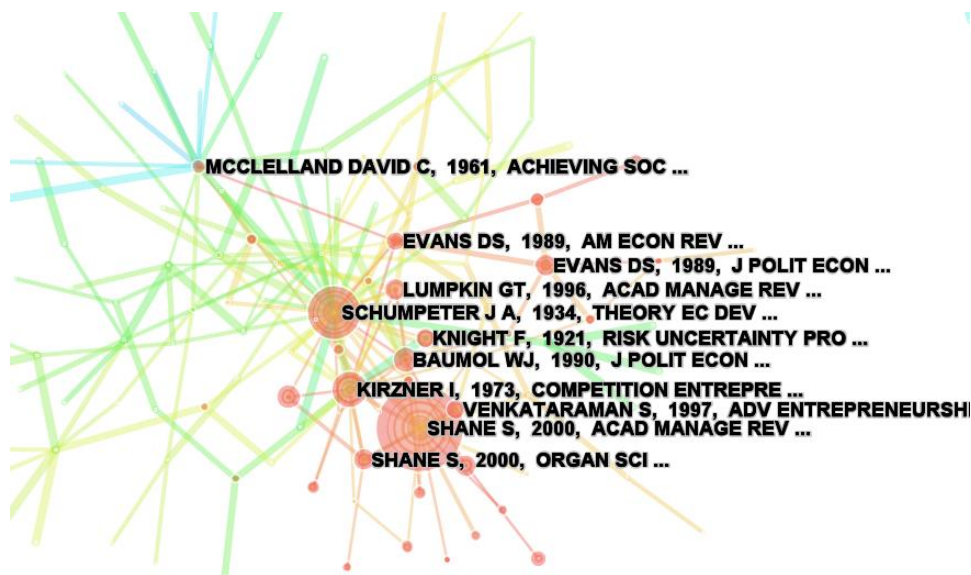 MCCLELLAND DAVID C, 1961, ACHIEVING SOC ...
EVANS DS, 1989, AM ECON REV ...
EVANS DS, 1989, J POLIT ECON ...
LUMPKIN GT, 1996, ACAD MANAGE REV ...
SCHUMPETER J A, 1934, THEORY EC DEV ...
KNIGHT F, 1921, RISK UNCERTAINTY PRO ...
BAUMOL WJ, 1990, J POLIT ECON ...
KIRZNER I, 1973, COMPETITION ENTREPRE ...
VENKATARAMAN S, 1997, ADV ENTREPRENEURSHI
SHANE S, 2000, ACAD MANAGE REV ...
SHANE S, 2000, ORGAN SCI ...